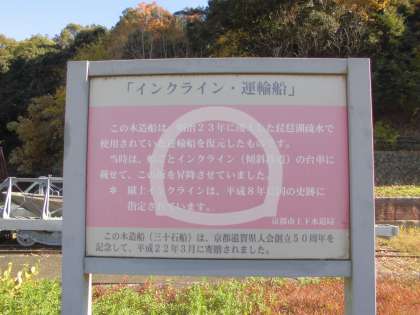 「インクライン・運輸船」
この木造船は、明治23年に竣工した琵琶湖疏水で
使用されていた運輸船を復元したものです。
当時は、船ごとインクライン（傾斜鉄道）の台車に
載せて、この坂を昇降させていました。
＊ 蹴上インクラインは、平成8年に国の史跡に
指定されています。
京都市上下水道局
この木造船（三十石船）は、京都滋賀県人会創立50周年を
記念して、平成22年3月に寄贈されました。